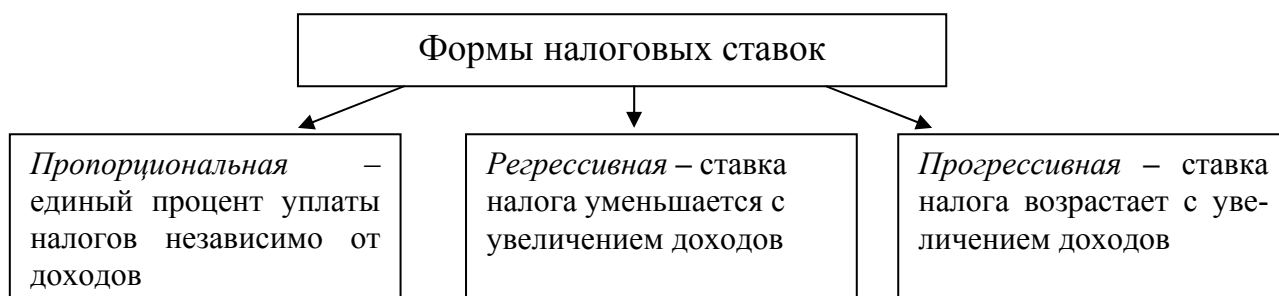 Формы налоговых ставок
Пропорциональная –
единый процент уплаты
налогов независимо от
доходов
Регрессивная – ставка
налога уменьшается с
увеличением доходов
Прогрессивная – ставка
налога возрастает с уве-
личением доходов